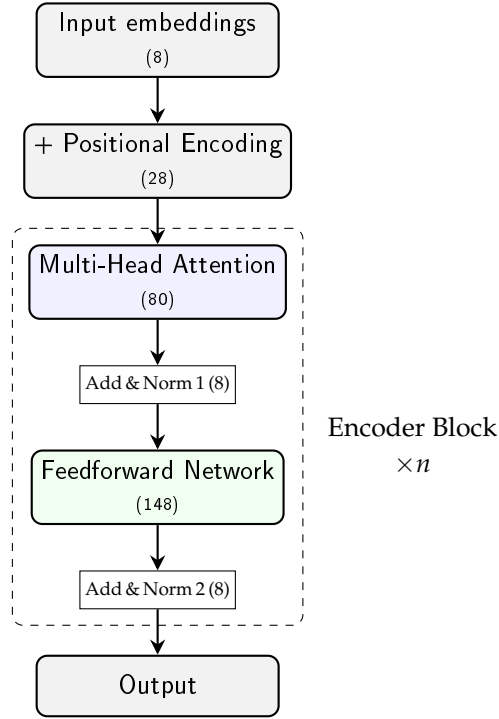 Input embeddings
(8)
+ Positional Encoding
(28)
Multi-Head Attention
(80)
Add & Norm 1 (8)
Feedforward Network
(148)
Add & Norm 2 (8)
Output
Encoder Block
×n